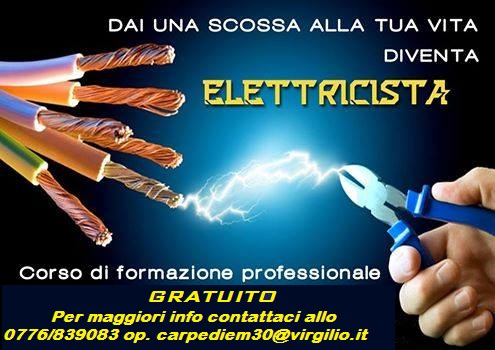 DAI UNA SCOSSA ALLA TUA VITA
DIVENTA
ELETTRICISTA
Corso di formazione professionale
GRATUITO
Per maggiori info contattaci allo
0776/839083 op. carpediem30@virgilio.it